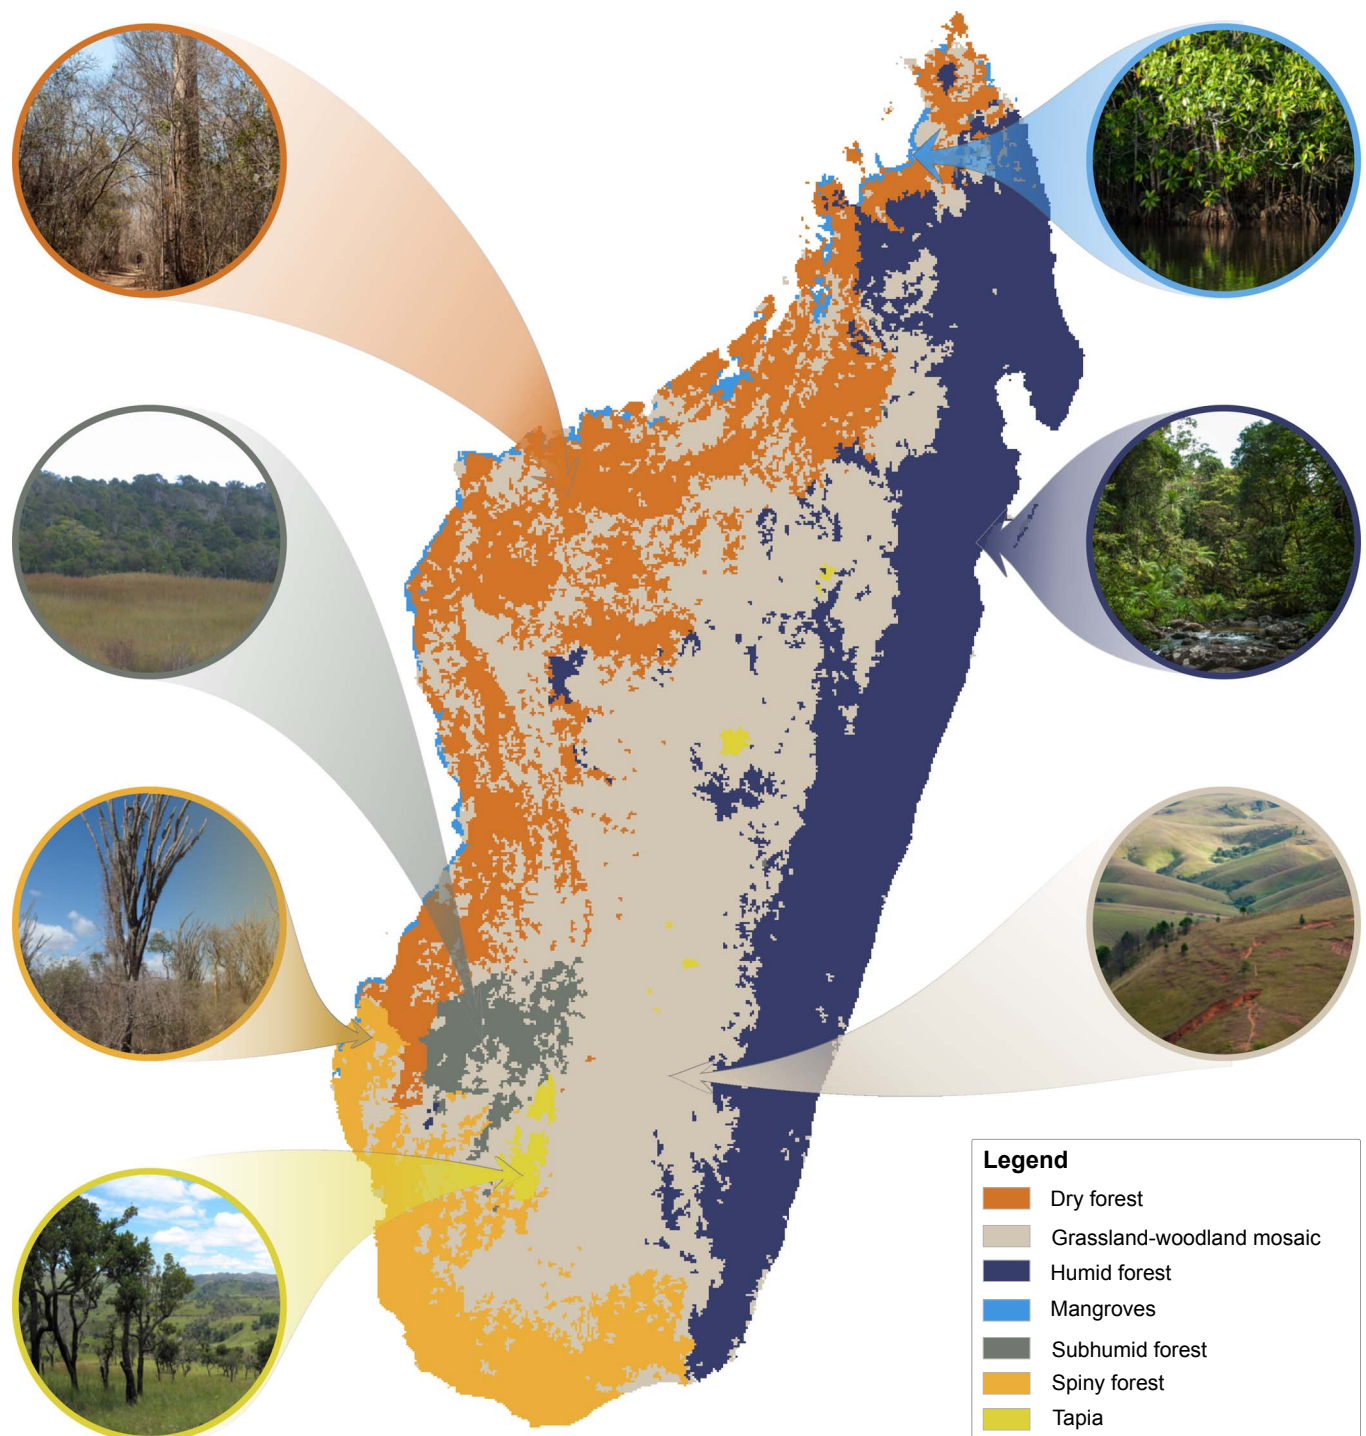 Legend
Dry forest
Grassland-woodland mosaic
Humid forest
Mangroves
Subhumid forest
Spiny forest
Tapia